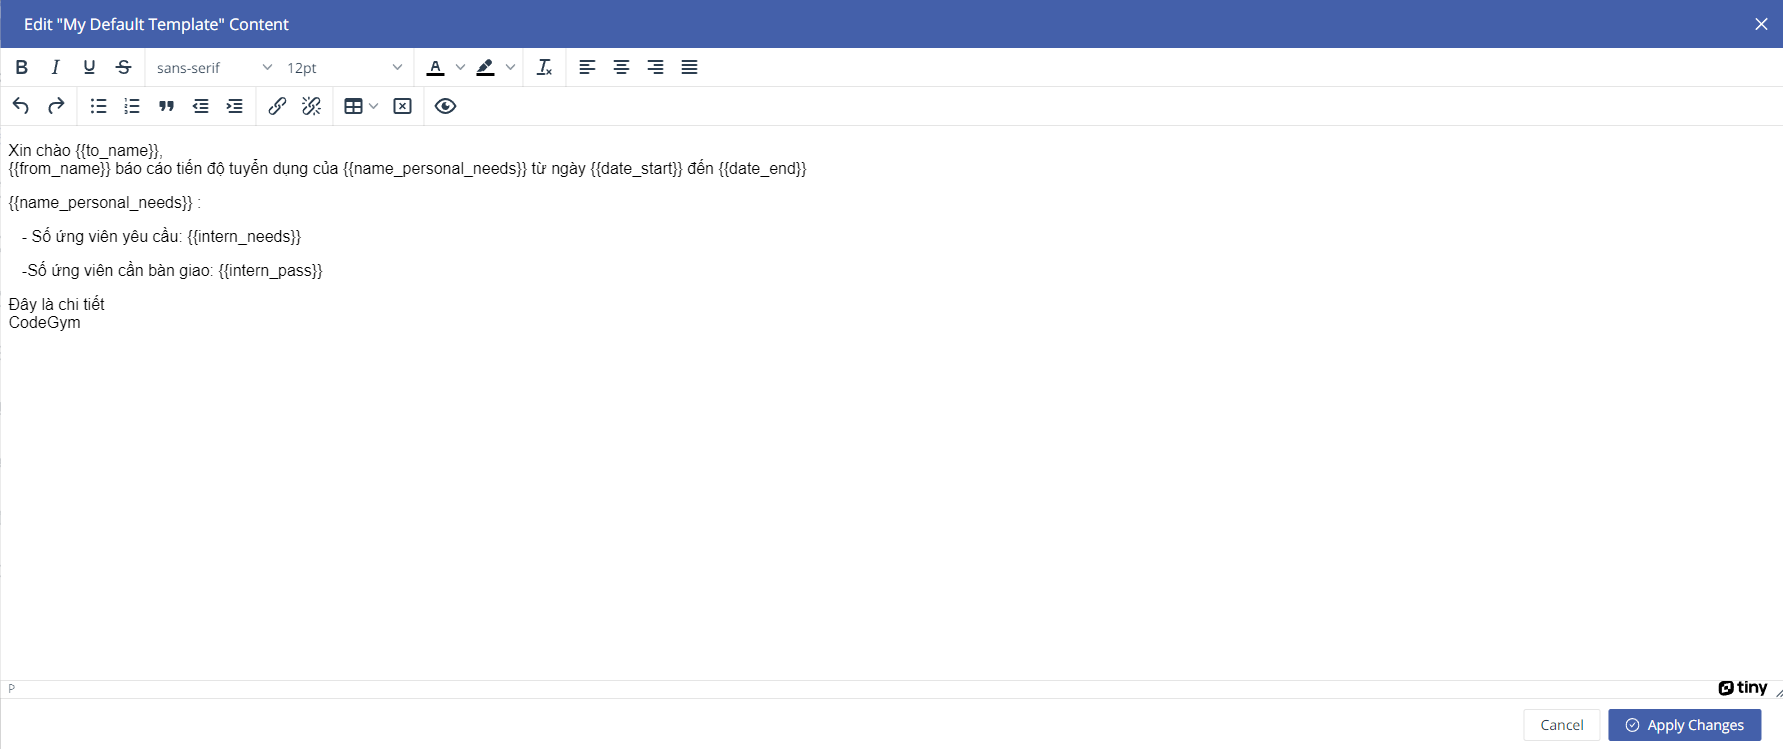 Edit "My Default Template" Content
sans-serif 12pt
Xin chào {{to_name}},
{{from_name}} báo cáo tiến độ tuyển dụng của {{name_personal_needs}} từ ngày {{date_start}} đến {{date_end}}
{{name_personal_needs}} :
- Số ứng viên yêu cầu: {{intern_needs}}
-Số ứng viên cần bàn giao: {{intern_pass}}
Đây là chi tiết
CodeGym
P
tiny
Cancel
Apply Changes